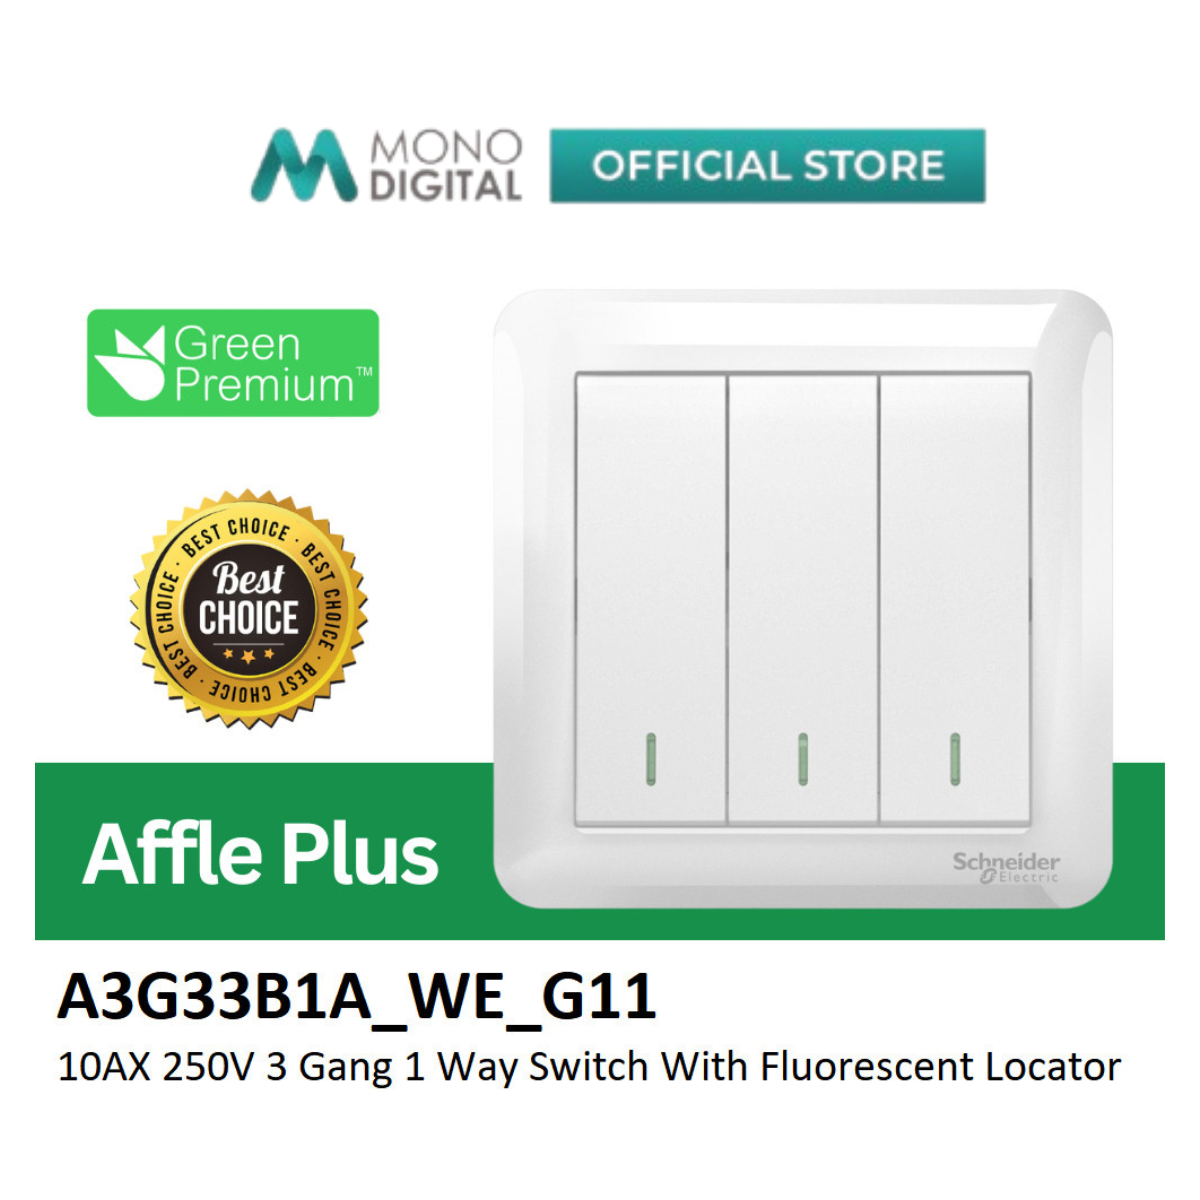 MONO
DIGITAL
OFFICIAL STORE
Green
Premium™
BEST CHOICE · BEST CHOICE · BEST CHOICE · BEST CHOICE ·
Best
CHOICE
Affle Plus
Schneider
Electric
A3G33B1A_WE_G11
10AX 250V 3 Gang 1 Way Switch With Fluorescent Locator